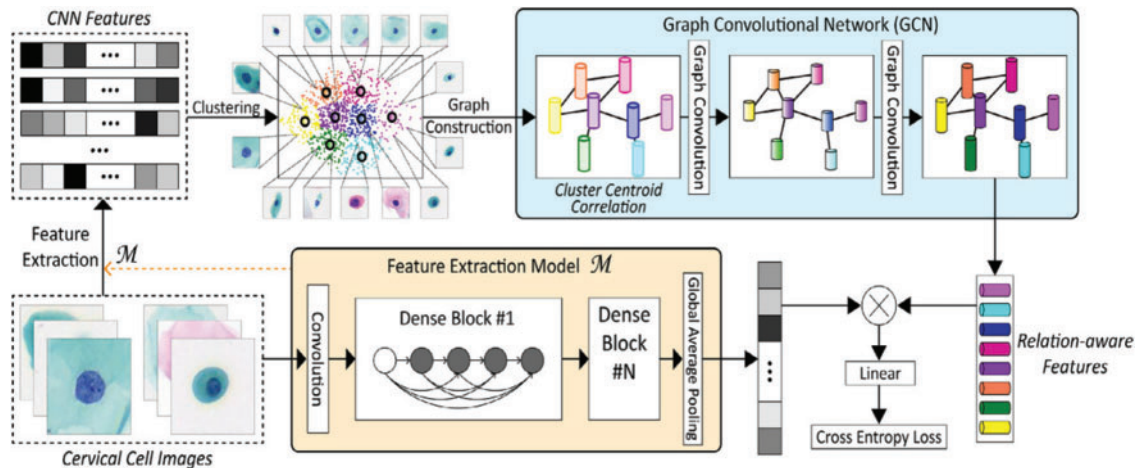 CNN Features
Graph Convolutional Network (GCN)
Clustering
Graph
Construction
Graph Convolution
Graph Convolution
Cluster Centroid
Correlation
Feature
Extraction
ℳ
Feature Extraction Model ℳ
Convolution
Dense Block #1
Dense
Block
#N
Global Average Pooling
Linear
Cross Entropy Loss
Relation-aware
Features
Cervical Cell Images